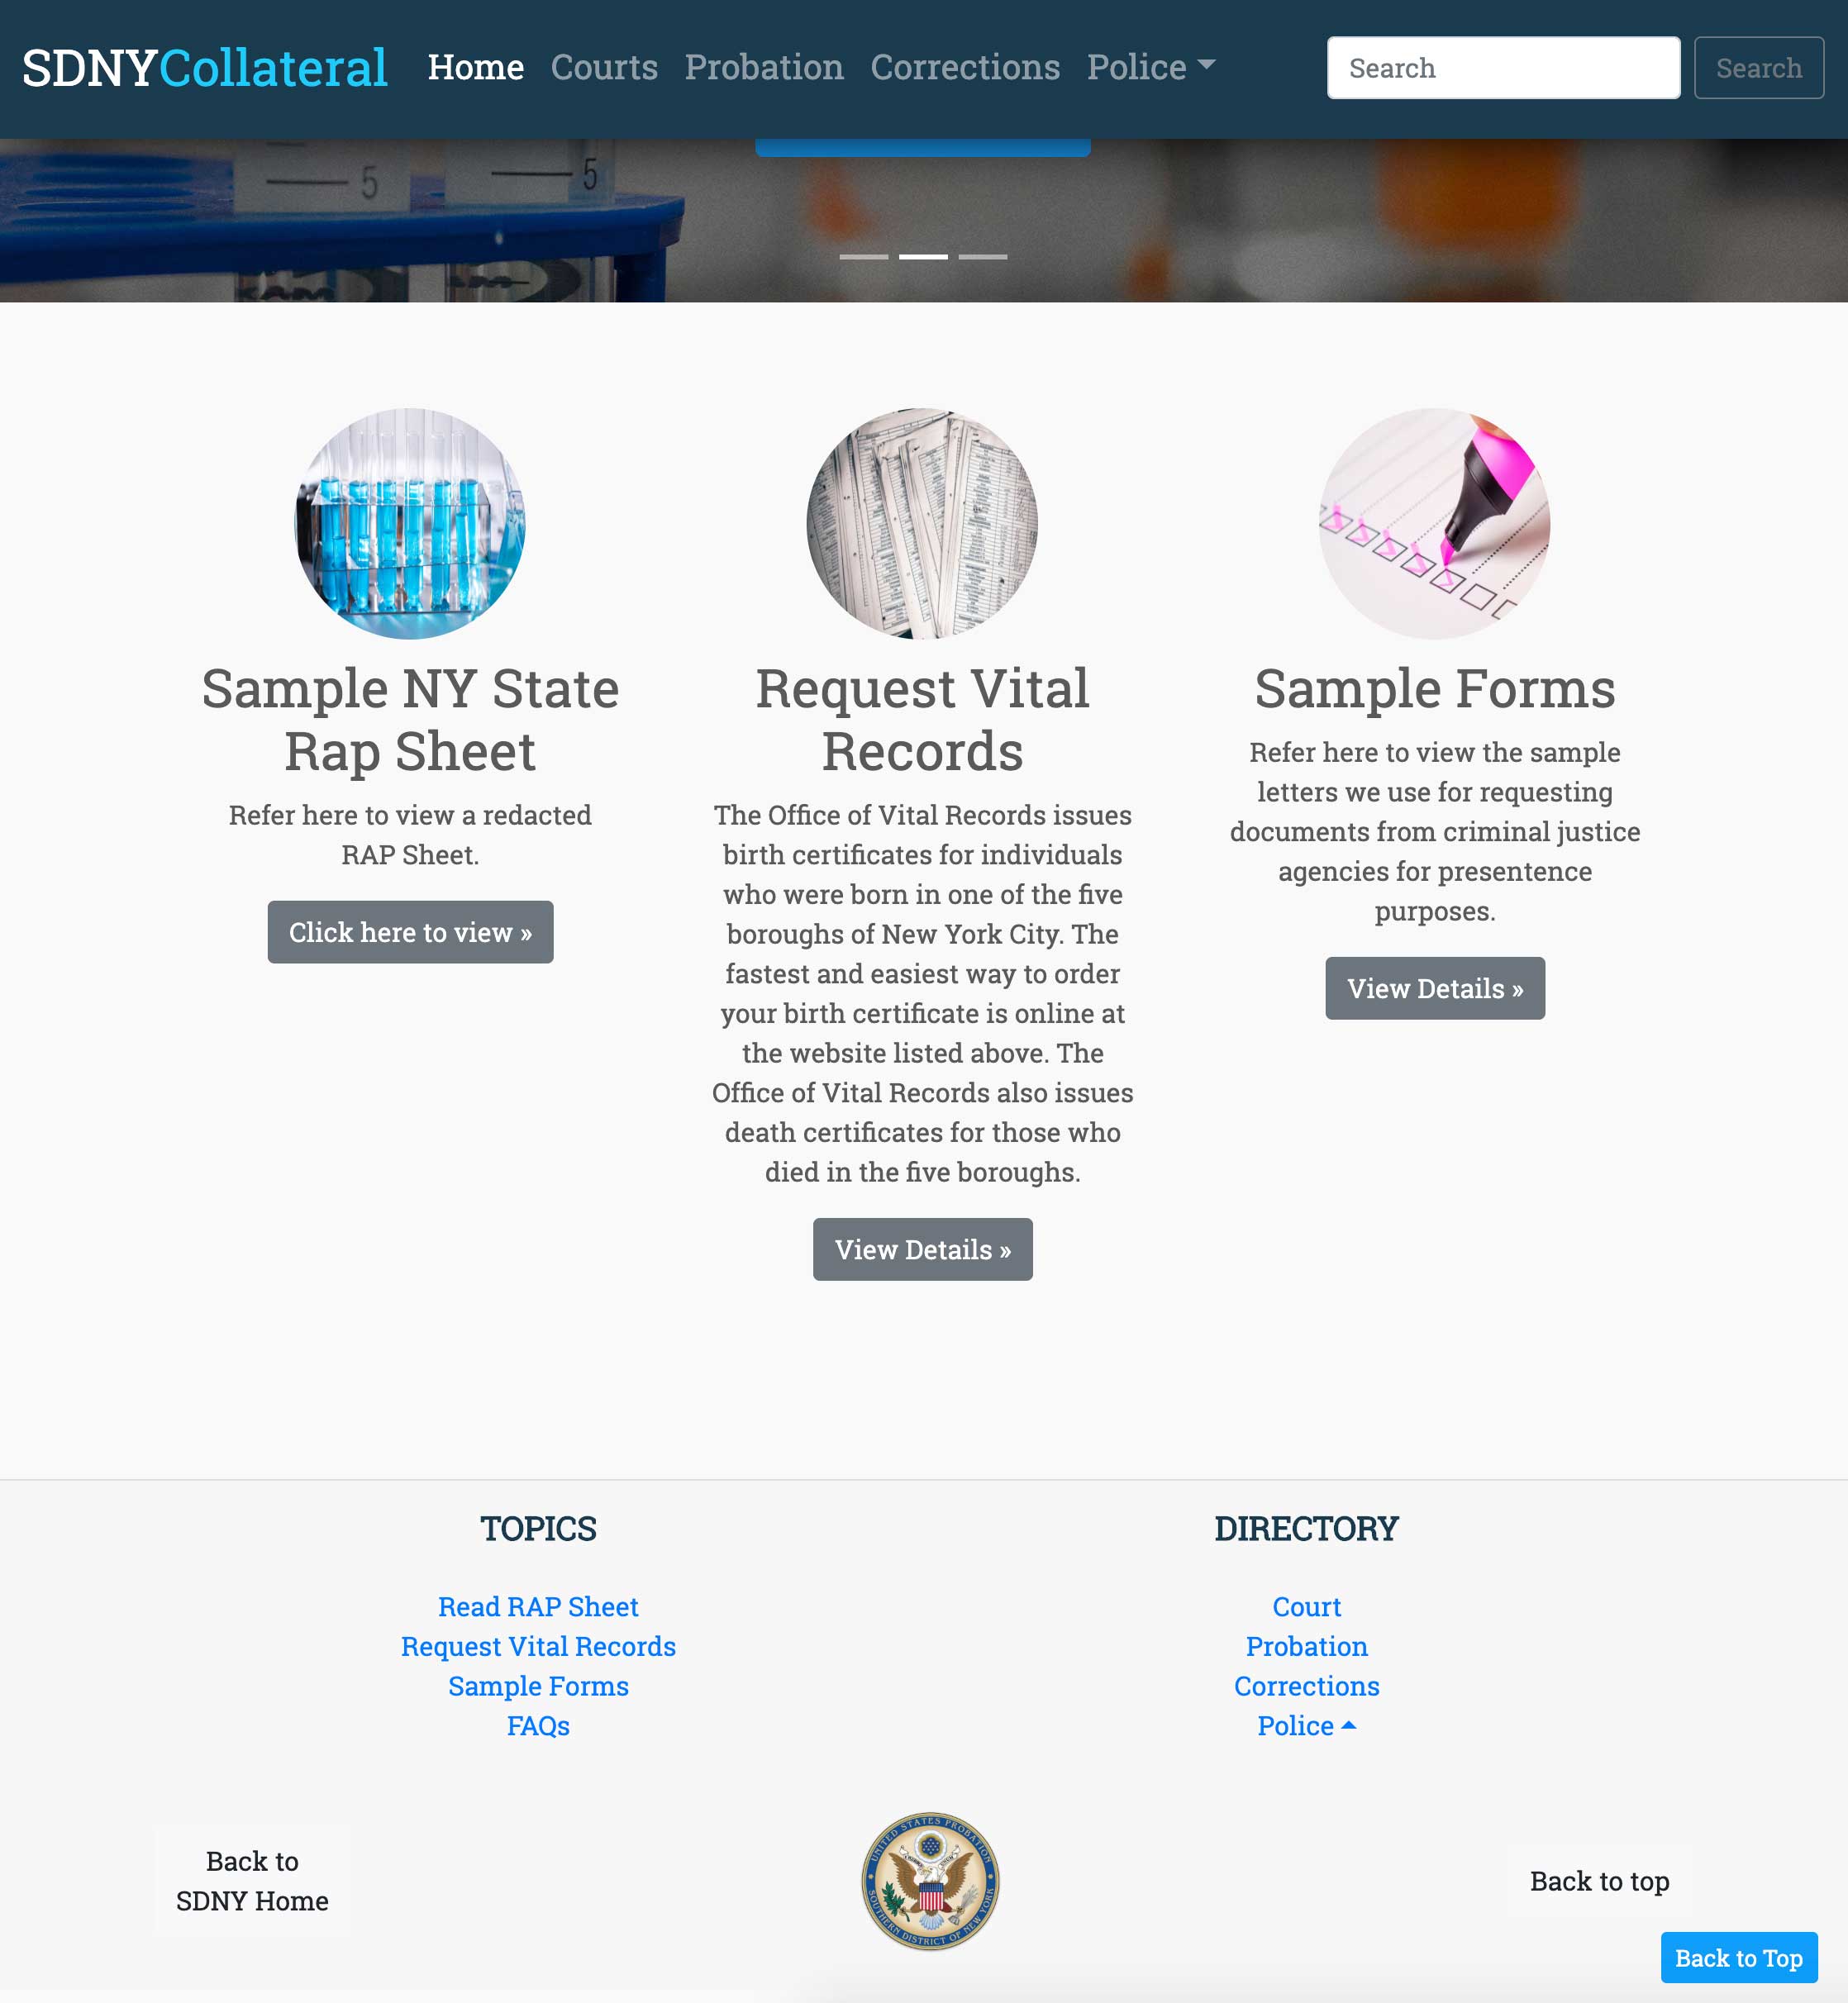 SDNYCollateral Home Courts Probation Corrections Police Search Search
5 5
Sample NY State
Rap Sheet
Refer here to view a redacted
RAP Sheet.
Click here to view »
Request Vital
Records
The Office of Vital Records issues
birth certificates for individuals
who were born in one of the five
boroughs of New York City. The
fastest and easiest way to order
your birth certificate is online at
the website listed above. The
Office of Vital Records also issues
death certificates for those who
died in the five boroughs.
View Details »
Sample Forms
Refer here to view the sample
letters we use for requesting
documents from criminal justice
agencies for presentence
purposes.
View Details »
TOPICS
Read RAP Sheet
Request Vital Records
Sample Forms
FAQs
DIRECTORY
Court
Probation
Corrections
Police
Back to
SDNY Home
UNITED STATES PROBATION
SOUTHERN DISTRICT OF NEW YORK
Back to top
Back to Top